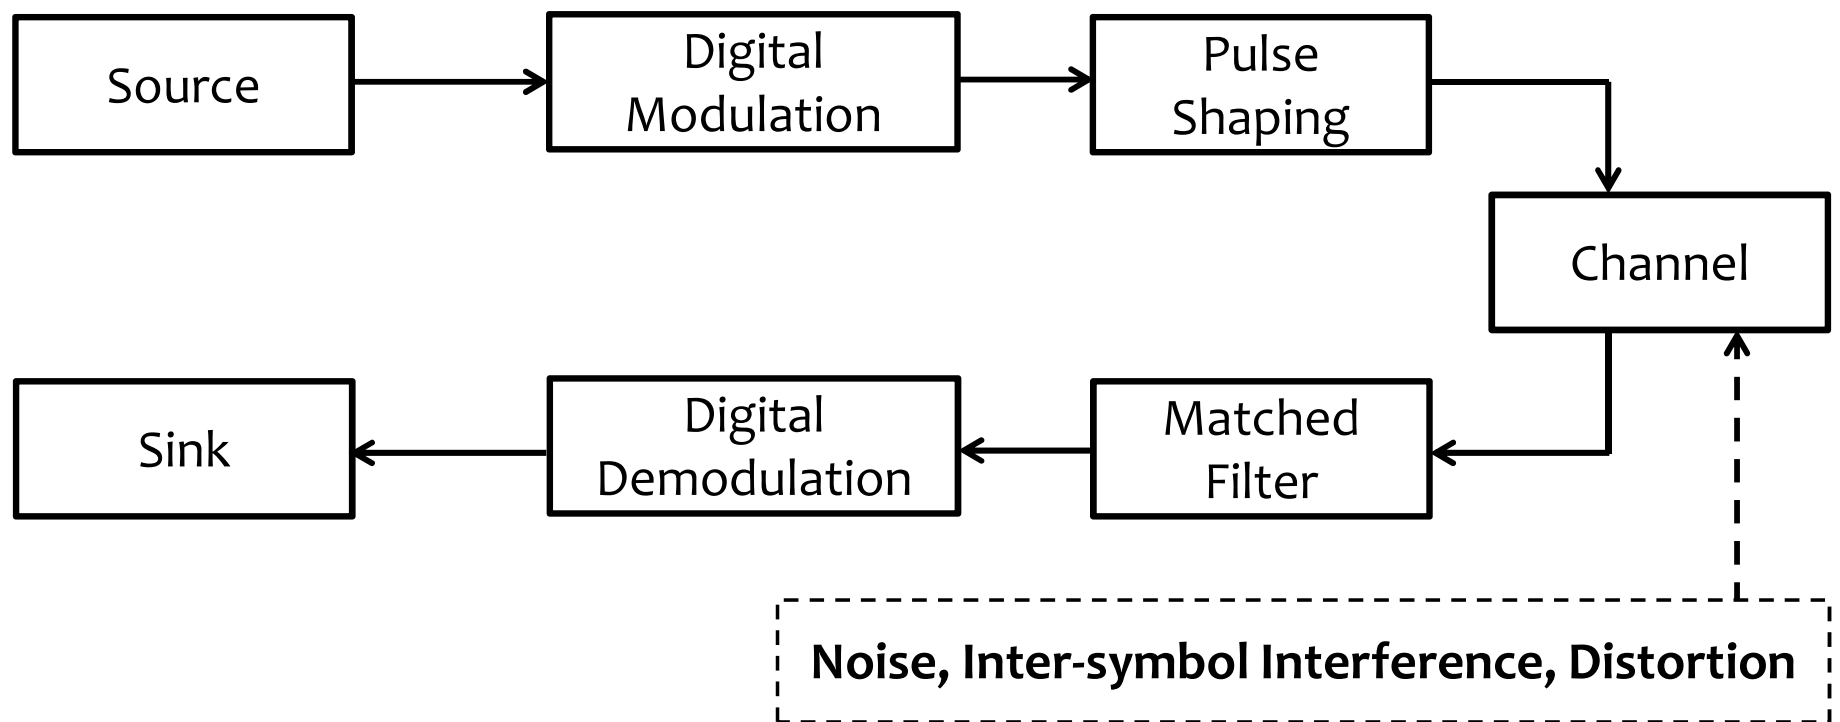 Source
Digital
Modulation
Pulse
Shaping
Channel
Sink
Digital
Demodulation
Matched
Filter
Noise, Inter-symbol Interference, Distortion